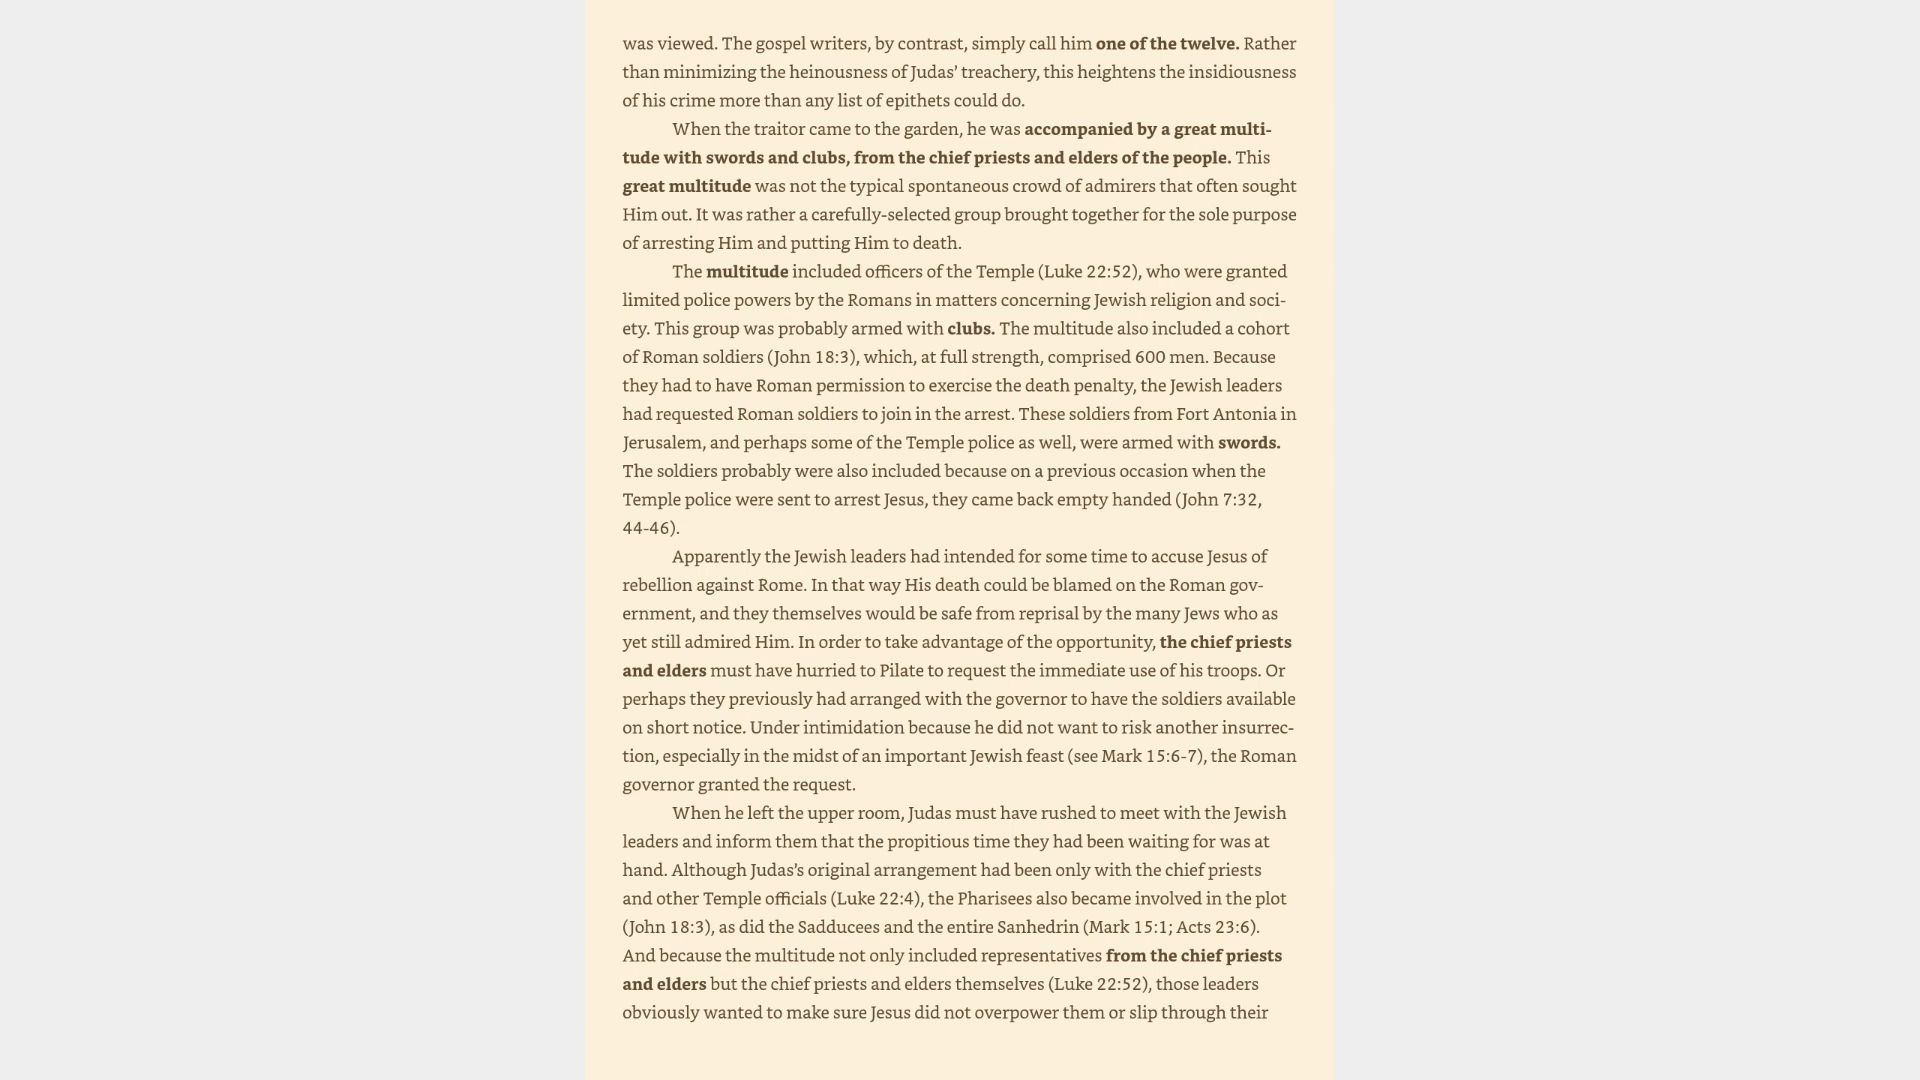 was viewed. The gospel writers, by contrast, simply call him one of the twelve. Rather
than minimizing the heinousness of Judas’ treachery, this heightens the insidiousness
of his crime more than any list of epithets could do.
When the traitor came to the garden, he was accompanied by a great multi-
tude with swords and clubs, from the chief priests and elders of the people. This
great multitude was not the typical spontaneous crowd of admirers that often sought
Him out. It was rather a carefully-selected group brought together for the sole purpose
of arresting Him and putting Him to death.
The multitude included officers of the Temple (Luke 22:52), who were granted
limited police powers by the Romans in matters concerning Jewish religion and soci-
ety. This group was probably armed with clubs. The multitude also included a cohort
of Roman soldiers (John 18:3), which, at full strength, comprised 600 men. Because
they had to have Roman permission to exercise the death penalty, the Jewish leaders
had requested Roman soldiers to join in the arrest. These soldiers from Fort Antonia in
Jerusalem, and perhaps some of the Temple police as well, were armed with swords.
The soldiers probably were also included because on a previous occasion when the
Temple police were sent to arrest Jesus, they came back empty handed (John 7:32,
44-46).
Apparently the Jewish leaders had intended for some time to accuse Jesus of
rebellion against Rome. In that way His death could be blamed on the Roman gov-
ernment, and they themselves would be safe from reprisal by the many Jews who as
yet still admired Him. In order to take advantage of the opportunity, the chief priests
and elders must have hurried to Pilate to request the immediate use of his troops. Or
perhaps they previously had arranged with the governor to have the soldiers available
on short notice. Under intimidation because he did not want to risk another insurrec-
tion, especially in the midst of an important Jewish feast (see Mark 15:6-7), the Roman
governor granted the request.
When he left the upper room, Judas must have rushed to meet with the Jewish
leaders and inform them that the propitious time they had been waiting for was at
hand. Although Judas’s original arrangement had been only with the chief priests
and other Temple officials (Luke 22:4), the Pharisees also became involved in the plot
(John 18:3), as did the Sadducees and the entire Sanhedrin (Mark 15:1; Acts 23:6).
And because the multitude not only included representatives from the chief priests
and elders but the chief priests and elders themselves (Luke 22:52), those leaders
obviously wanted to make sure Jesus did not overpower them or slip through their